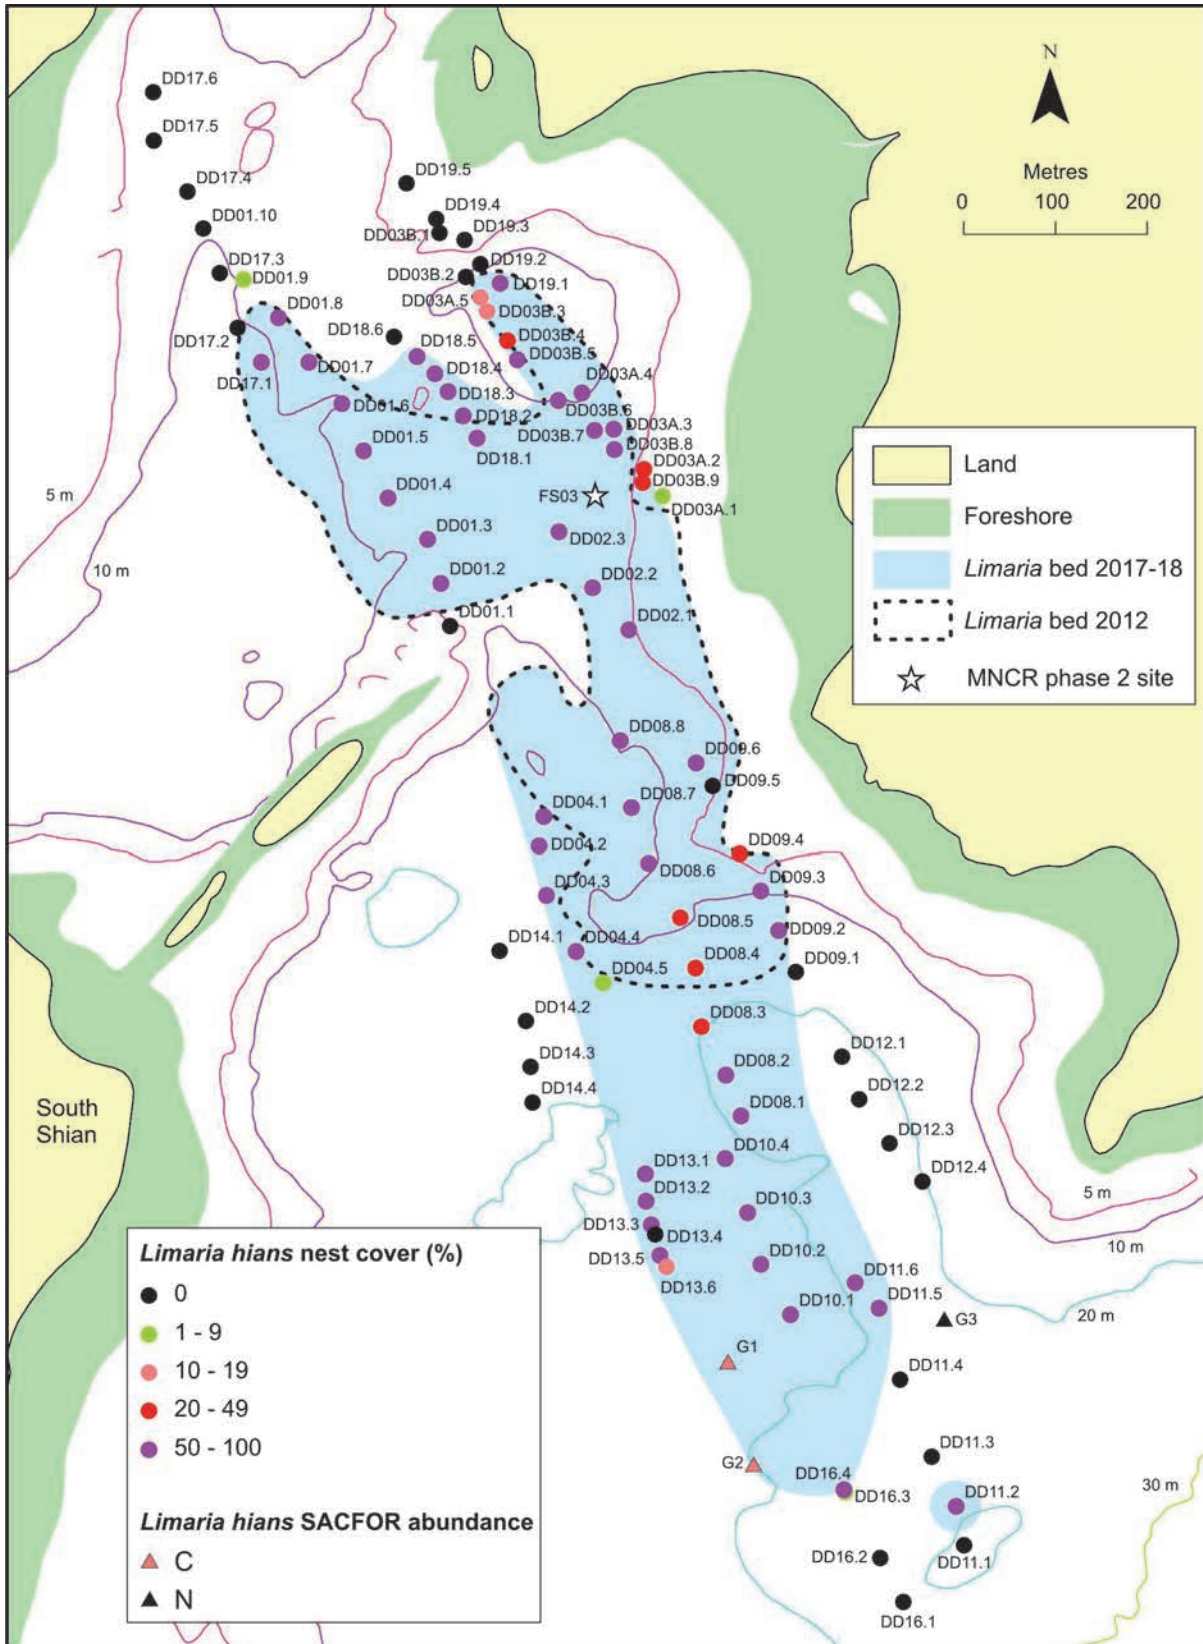 DD17.6
DD17.5
DD17.4
DD01.10
DD17.3
DD01.9
DD01.8
DD17.2
DD17.1
DD01.7
DD01.6
DD01.5
DD01.4
DD01.3
DD01.2
DD01.1
DD19.5
DD19.4
DD03B.1
DD19.3
DD19.2
DD03B.2
DD19.1
DD03A.5
DD03B.3
DD03B.4
DD03B.5
DD18.6
DD18.5
DD18.4
DD18.3
DD18.2
DD18.1
DD03A.4
DD03B.6
DD03B.7
DD03A.3
DD03B.8
DD03A.2
DD03B.9
DD03A.1
FS03
DD02.3
DD02.2
DD02.1
5 m
10 m
N
Metres
0 100 200
Land
Foreshore
Limaria bed 2017-18
Limaria bed 2012
MNCR phase 2 site
DD08.8
DD09.6
DD09.5
DD04.1
DD08.7
DD04.2
DD09.4
DD08.6
DD04.3
DD09.3
DD08.5
DD09.2
DD14.1
DD04.4
DD08.4
DD04.5
DD09.1
DD14.2
DD08.3
DD14.3
DD12.1
DD08.2
DD14.4
DD12.2
DD08.1
DD12.3
DD10.4
DD13.1
DD12.4
DD13.2
DD10.3
DD13.3
DD13.4
DD13.5
DD10.2
DD13.6
DD11.6
DD11.5
DD10.1
G3
G1
DD11.4
DD11.3
G2
DD16.4
DD16.3
DD11.2
DD11.1
DD16.2
DD16.1
5 m
10 m
20 m
30 m
South
Shian
Limaria hians nest cover (%)
0
1 - 9
10 - 19
20 - 49
50 - 100
Limaria hians SACFOR abundance
C
N